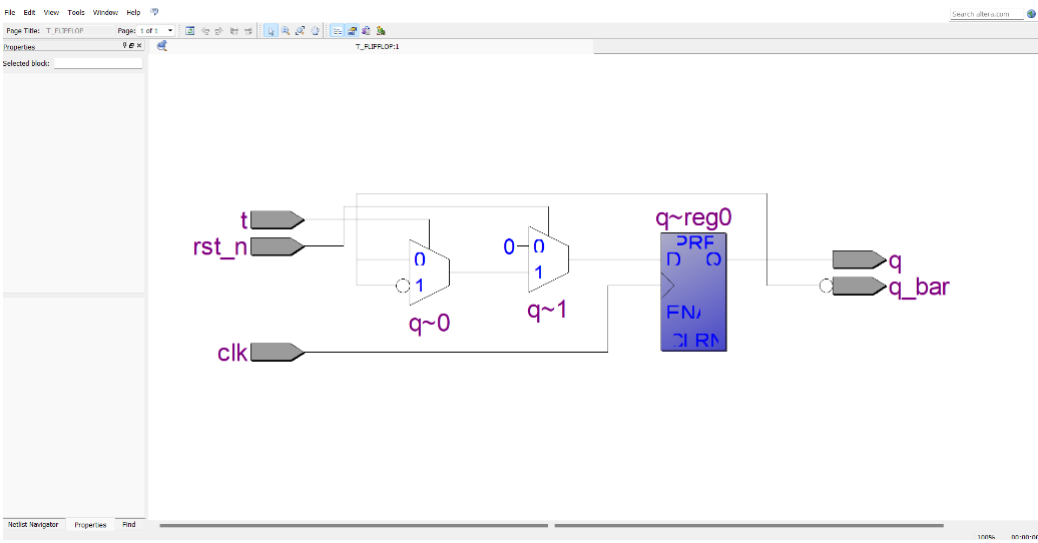 File Edit View Tools Window Help
Search altera.com
Page Title: T_FLIPFLOP Page: 1 of 1
Properties
T_FLIPFLOP:1
Selected block:
t
rst_n
clk
0
1
q~0
0
0
1
q~1
q~reg0
PRE
D Q
ENA
CLRN
q
q_bar
Netlist Navigator Properties Find
100% 00:00:00